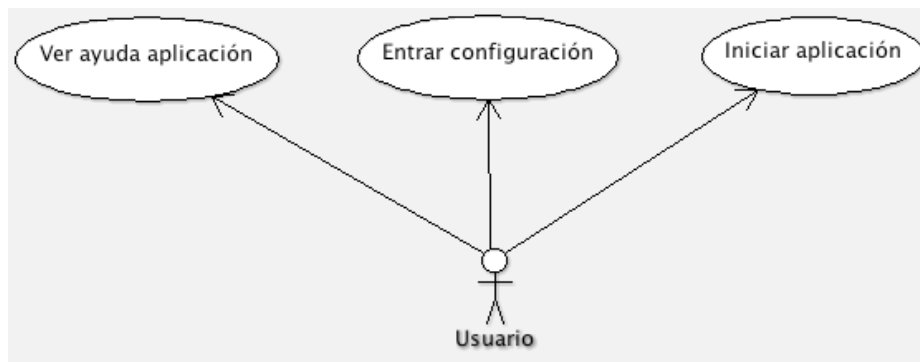 Ver ayuda aplicación
Entrar configuración
Iniciar aplicación
Usuario